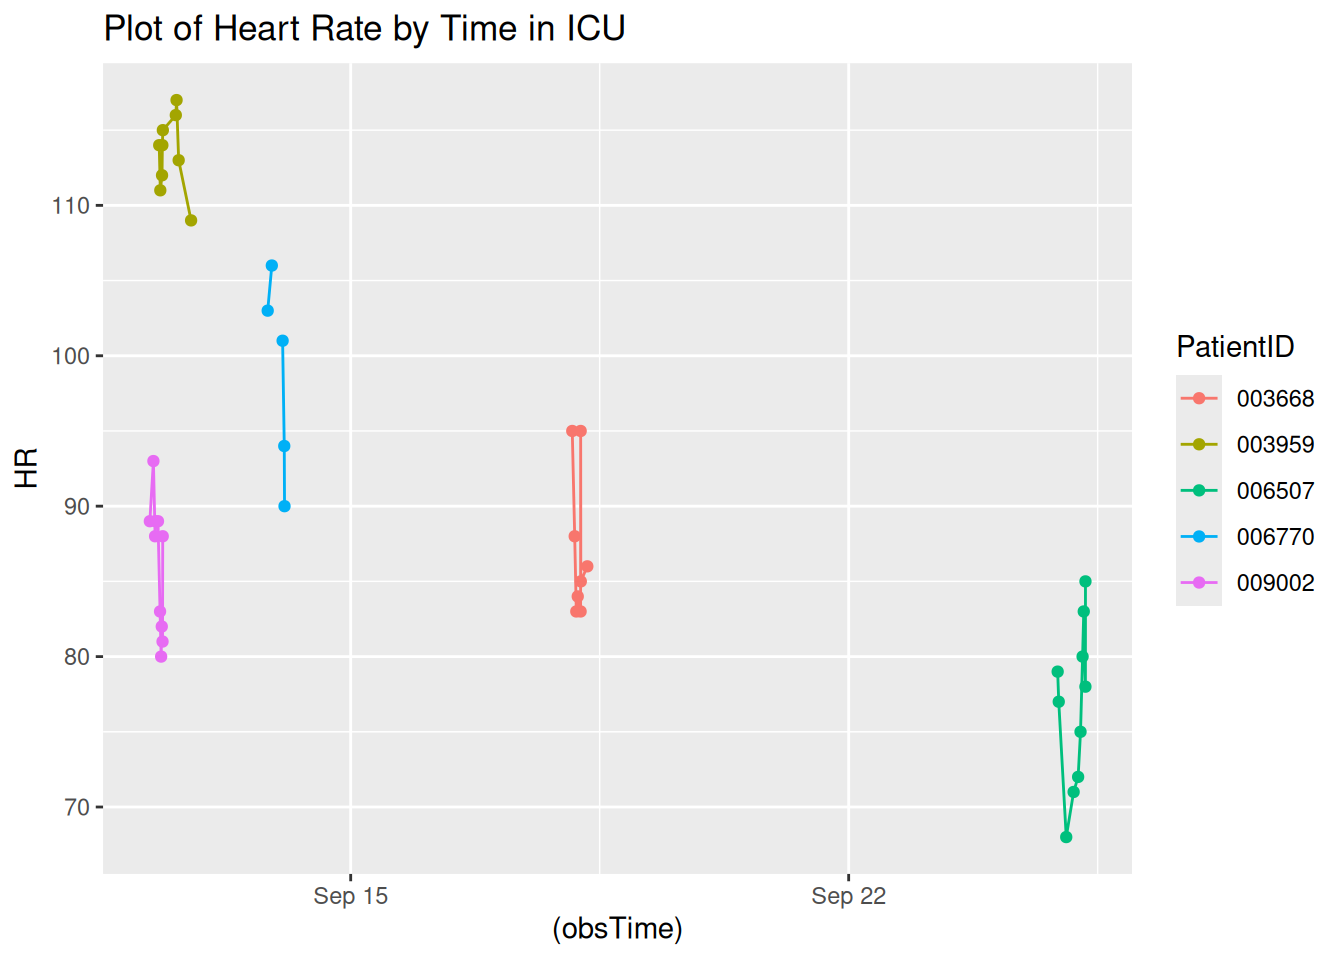 Plot of Heart Rate by Time in ICU
HR
110
100
90
80
70
Sep 15
Sep 22
(obsTime)
PatientID
003668
003959
006507
006770
009002